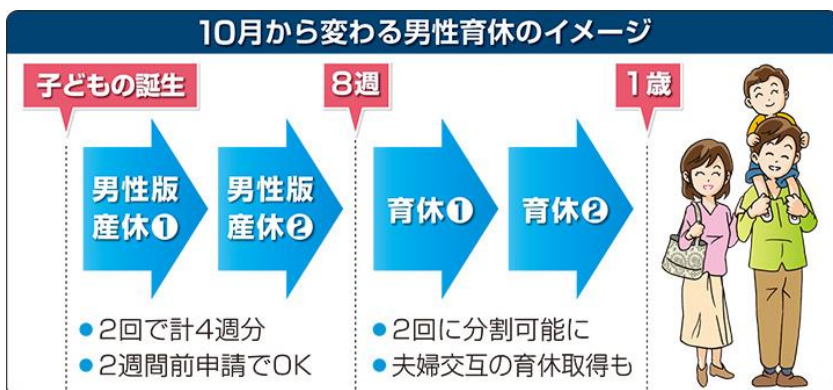 10月から変わる男性育休のイメージ
子どもの誕生
8週
1歳
男性版
産休❶
男性版
産休❷
育休❶
育休❷
●2回で計4週分
●2週間前申請でOK
●2回に分割可能に
●夫婦交互の育休取得も